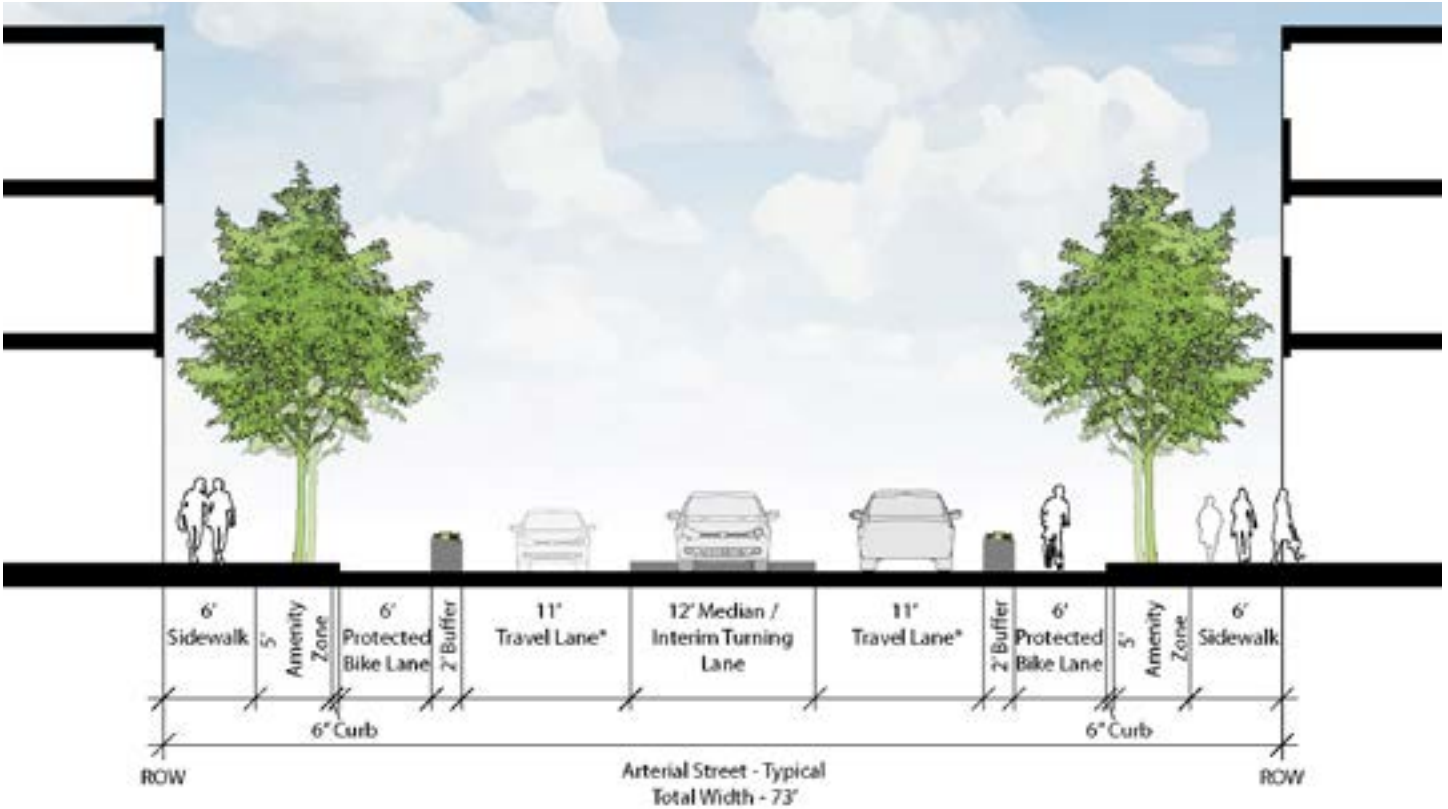 6'
Sidewalk
5'
Amenity
Zone
6'
Protected
Bike Lane
2' Buffer
11'
Travel Lane*
12' Median /
Interim Turning
Lane
11'
Travel Lane*
2' Buffer
6'
Protected
Bike Lane
5'
Amenity
Zone
6'
Sidewalk
6" Curb
6" Curb
ROW
Arterial Street - Typical
Total Width - 73'
ROW